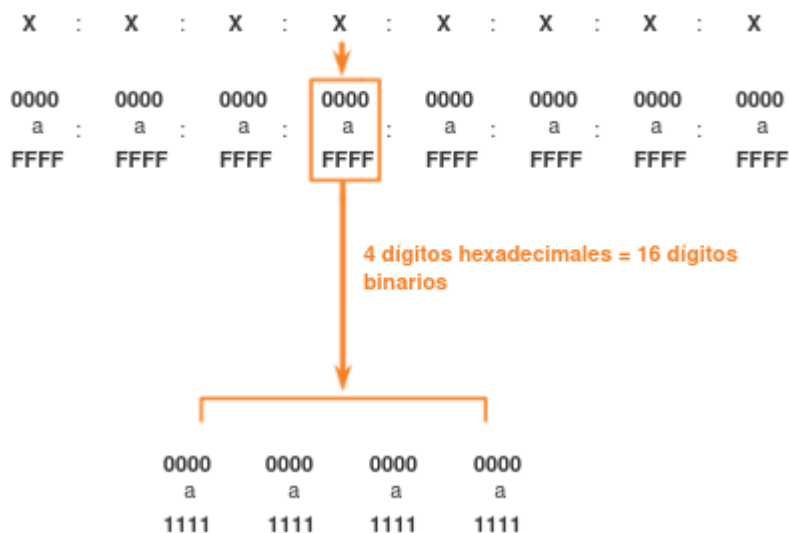 X : X : X : X : X : X : X : X
0000 0000 0000 0000 0000 0000 0000 0000
a : a : a : a : a : a : a : a
FFFF FFFF FFFF FFFF FFFF FFFF FFFF FFFF
4 dígitos hexadecimales = 16 dígitos
binarios
0000 0000 0000 0000
a a a a
1111 1111 1111 1111